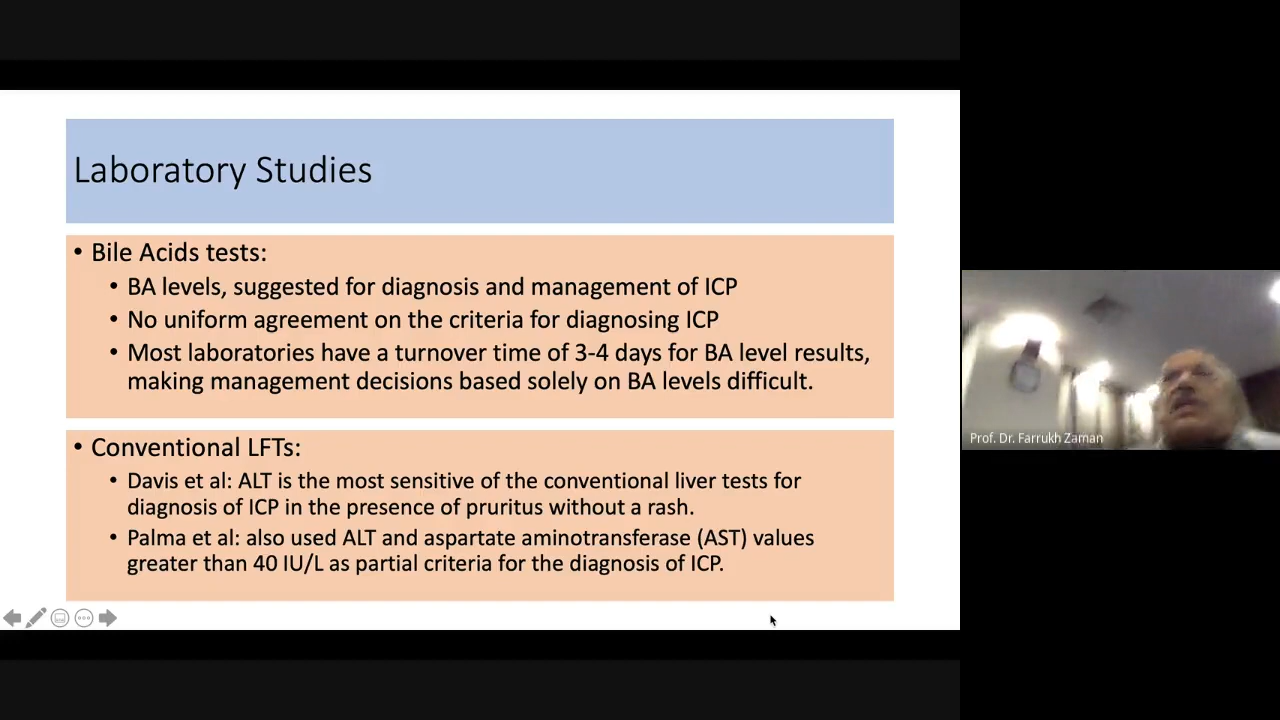 Laboratory Studies
• Bile Acids tests:
• BA levels, suggested for diagnosis and management of ICP
• No uniform agreement on the criteria for diagnosing ICP
• Most laboratories have a turnover time of 3-4 days for BA level results,
making management decisions based solely on BA levels difficult.
• Conventional LFTs:
• Davis et al: ALT is the most sensitive of the conventional liver tests for
diagnosis of ICP in the presence of pruritus without a rash.
• Palma et al: also used ALT and aspartate aminotransferase (AST) values
greater than 40 IU/L as partial criteria for the diagnosis of ICP.
Prof. Dr. Farrukh Zaman